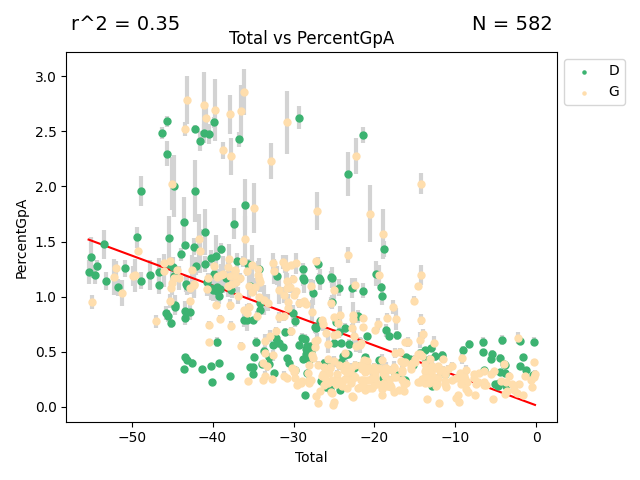 r^2 = 0.35
N = 582
Total vs PercentGpA
D
G
PercentGpA
3.0
2.5
2.0
1.5
1.0
0.5
0.0
−50
−40
−30
−20
−10
0
Total